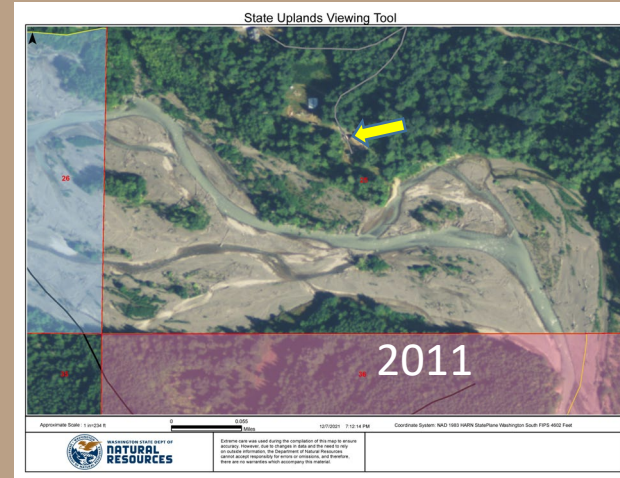 State Uplands Viewing Tool
26
2011
36
Approximate Scale: 1 in=234 ft
0 0.055
Miles
12/7/2021 7:12:14 PM
Coordinate System: NAD 1983 HARN StatePlane Washington South FIPS 4602 Feet
WASHINGTON STATE DEPT OF
NATURAL
RESOURCES
Extreme care was used during the compilation of this map to ensure
accuracy. However, due to changes in data and the need to rely
on outside information, the Department of Natural Resources
cannot accept responsibility for errors or omissions, and therefore,
there are no warranties which accompany this material.